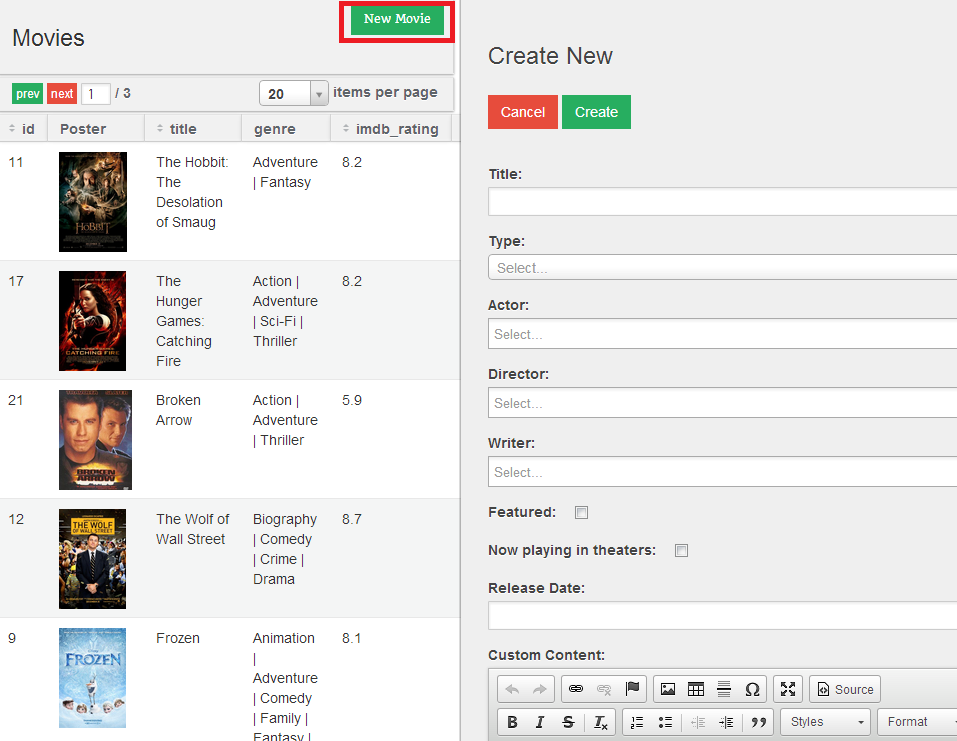 Movies
New Movie
prev next 1 / 3 20 items per page
id Poster title genre imdb_rating
11 The Hobbit: Adventure 8.2
The | Fantasy
Desolation
of Smaug
HOBBIT
17 The Action | 8.2
Hunger Adventure
Games: | Sci-Fi |
Catching Thriller
Fire
CATCHING FIRE
21 Broken Action | 5.9
Arrow Adventure
| Thriller
BROKEN
ARROW
12 The Wolf of Biography 8.7
Wall Street | Comedy
| Crime |
Drama
THE WOLF
OF WALL STREET
9 Frozen Animation 8.1
|
Adventure
| Comedy
| Family |
Fantasy |
FROZEN
Create New
Cancel Create
Title:
Type:
Select...
Actor:
Select...
Director:
Select...
Writer:
Select...
Featured:
Now playing in theaters:
Release Date:
Custom Content:
Source
B I S Tx Styles Format